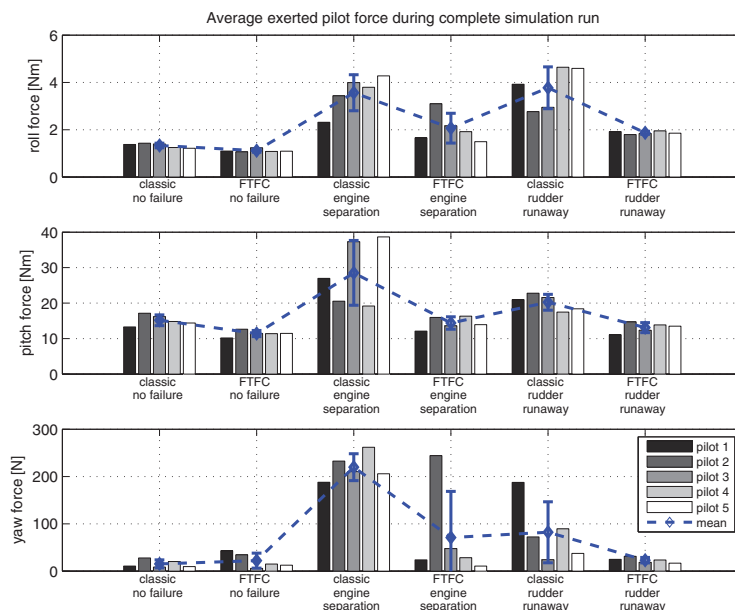 Average exerted pilot force during complete simulation run
roll force [Nm]
6
4
2
0
classic no failure
FTFC no failure
classic engine separation
FTFC engine separation
classic rudder runaway
FTFC rudder runaway
pitch force [Nm]
40
30
20
10
0
classic no failure
FTFC no failure
classic engine separation
FTFC engine separation
classic rudder runaway
FTFC rudder runaway
yaw force [N]
300
200
100
0
pilot 1
pilot 2
pilot 3
pilot 4
pilot 5
mean
classic no failure
FTFC no failure
classic engine separation
FTFC engine separation
classic rudder runaway
FTFC rudder runaway